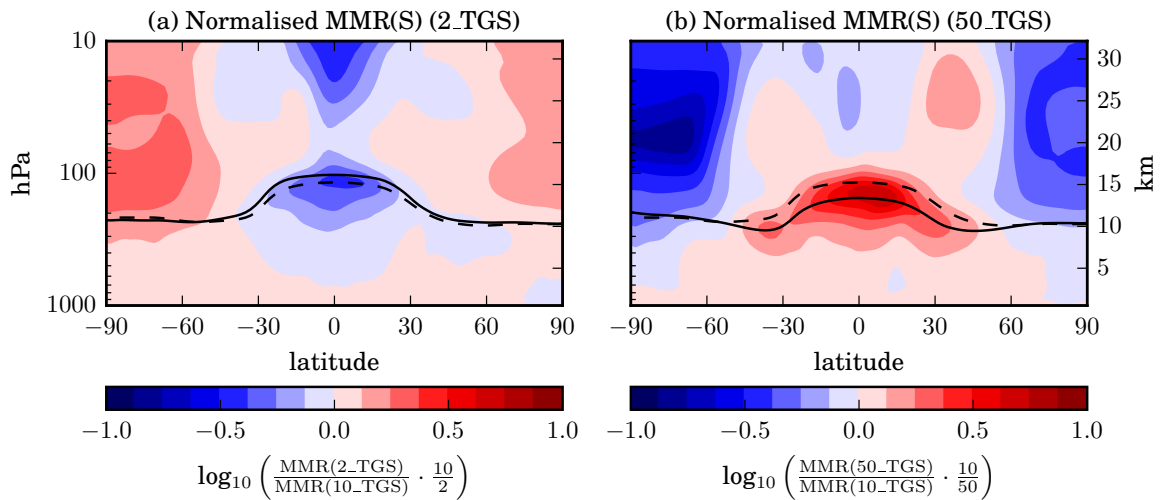 (a) Normalised MMR(S) (2_TGS)
(b) Normalised MMR(S) (50_TGS)
10
100
1000
hPa
−90 −60 −30 0 30 60 90
latitude
−90 −60 −30 0 30 60 90
latitude
30
25
20
15
10
5
km
−1.0 −0.5 0.0 0.5 1.0
log10 (MMR(2_TGS)/MMR(10_TGS) · 10/2)
−1.0 −0.5 0.0 0.5 1.0
log10 (MMR(50_TGS)/MMR(10_TGS) · 10/50)